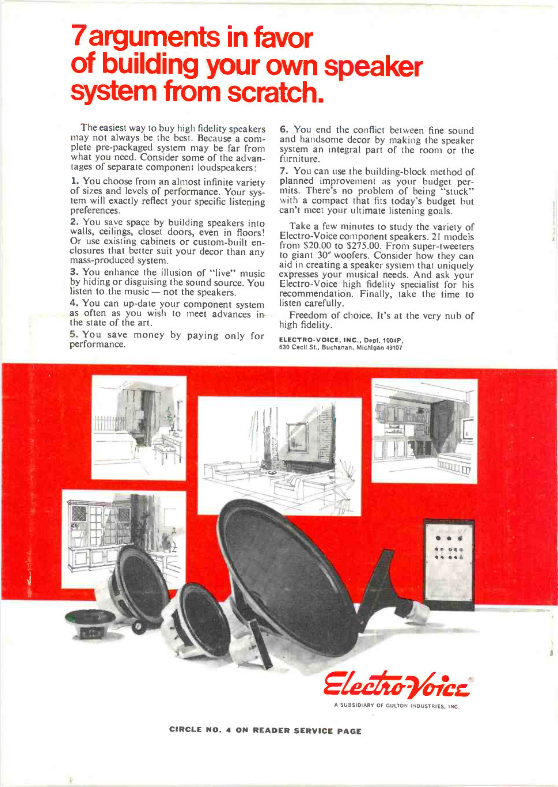 7 arguments in favor
of building your own speaker
system from scratch.
The easiest way to buy high fidelity speakers
may not always be the best. Because a com-
plete pre-packaged system may be far from
what you need. Consider some of the advan-
tages of separate component loudspeakers:
1. You choose from an almost infinite variety
of sizes and levels of performance. Your sys-
tem will exactly reflect your specific listening
preferences.
2. You save space by building speakers into
walls, ceilings, closet doors, even in floors!
Or use existing cabinets or custom-built en-
closures that better suit your decor than any
mass-produced system.
3. You enhance the illusion of "live" music
by hiding or disguising the sound source. You
listen to the music — not the speakers.
4. You can up-date your component system
as often as you wish to meet advances in
the state of the art.
5. You save money by paying only for
performance.
6. You end the conflict between fine sound
and handsome decor by making the speaker
system an integral part of the room or the
furniture.
7. You can use the building-block method of
planned improvement as your budget per-
mits. There's no problem of being "stuck"
with a compact that fits today's budget but
can't meet your ultimate listening goals.
Take a few minutes to study the variety of
Electro-Voice component speakers. 21 models
from $20.00 to $275.00. From super-tweeters
to giant 30" woofers. Consider how they can
aid in creating a speaker system that uniquely
expresses your musical needs. And ask your
Electro-Voice high fidelity specialist for his
recommendation. Finally, take the time to
listen carefully.
Freedom of choice. It's at the very nub of
high fidelity.
ELECTRO-VOICE, INC., Dept. 1004P,
630 Cecil St., Buchanan, Michigan 49107
Electro-Voice®
A SUBSIDIARY OF GULTON INDUSTRIES, INC.
CIRCLE NO. 4 ON READER SERVICE PAGE